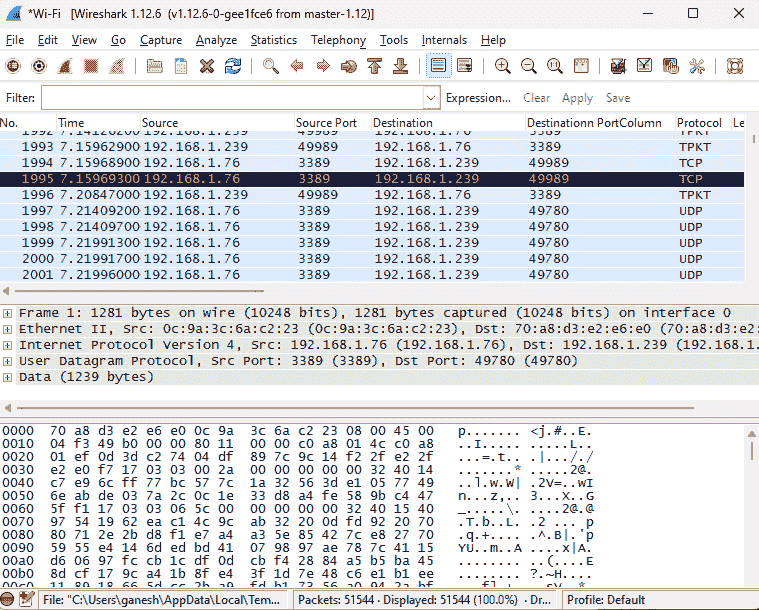 *Wi-Fi [Wireshark 1.12.6 (v1.12.6-0-gee1fce6 from master-1.12)]
File Edit View Go Capture Analyze Statistics Telephony Tools Internals Help
Filter: Expression... Clear Apply Save
No. Time Source Source Port Destination Destinationn PortColumn Protocol Le
1992 7.14126200 192.168.1.239 49989 192.168.1.76 3389 TPKT
1993 7.15962900 192.168.1.239 49989 192.168.1.76 3389 TPKT
1994 7.15968900 192.168.1.76 3389 192.168.1.239 49989 TCP
1995 7.15969300 192.168.1.76 3389 192.168.1.239 49989 TCP
1996 7.20847000 192.168.1.239 49989 192.168.1.76 3389 TPKT
1997 7.21409200 192.168.1.76 3389 192.168.1.239 49780 UDP
1998 7.21409700 192.168.1.76 3389 192.168.1.239 49780 UDP
1999 7.21991300 192.168.1.76 3389 192.168.1.239 49780 UDP
2000 7.21991700 192.168.1.76 3389 192.168.1.239 49780 UDP
2001 7.21996000 192.168.1.76 3389 192.168.1.239 49780 UDP
Frame 1: 1281 bytes on wire (10248 bits), 1281 bytes captured (10248 bits) on interface 0
Ethernet II, Src: 0c:9a:3c:6a:c2:23 (0c:9a:3c:6a:c2:23), Dst: 70:a8:d3:e2:e6:e0 (70:a8:d3:e2:
Internet Protocol Version 4, Src: 192.168.1.76 (192.168.1.76), Dst: 192.168.1.239 (192.168.1.
User Datagram Protocol, Src Port: 3389 (3389), Dst Port: 49780 (49780)
Data (1239 bytes)
0000 70 a8 d3 e2 e6 e0 0c 9a 3c 6a c2 23 08 00 45 00 p....... <j.#..E.
0010 04 f3 49 b0 00 00 80 11 00 00 c0 a8 01 4c c0 a8 ..I..... .....L..
0020 01 ef 0d 3d c2 74 04 df 89 7c 9c 14 f2 2f e2 2f ...=.t.. .|..././
0030 e2 e0 f7 17 03 03 00 2a 00 00 00 00 00 32 40 14 .......* .....2@.
0040 c7 e9 6c ff 77 bc 57 7c 1a 32 56 3d e1 05 77 49 ..l.w.W| .2V=..wI
0050 6e ab de 03 7a 2c 0c 1e 33 d8 a4 fe 58 9b c4 47 n...z,.. 3...X..G
0060 5f f1 17 03 03 06 5c 00 00 00 00 00 32 40 15 40 _.....\. ....2@.@
0070 97 54 19 62 ea c1 4c 9c ab 32 20 0d fd 92 20 70 .T.b..L. .2 ... p
0080 80 71 2e 2b d8 f1 e7 a4 a3 5e 85 42 7c e8 27 70 .q.+.... .^.B|.'p
0090 59 55 e4 14 6d ed bd 41 07 98 97 ae 78 7c 41 15 YU..m..A ....x|A.
00a0 d6 06 97 fc cb 1c df 0d cb f4 28 84 a5 b5 ba 45 ........ ..(....E
00b0 8d cf 17 9c a4 1b 8f e4 3f 1d 7e 48 c6 e1 b1 ee ........ ?.~H....
File: "C:\Users\ganesh\AppData\Local\Tem... Packets: 51544 · Displayed: 51544 (100.0%) · Dr... Profile: Default